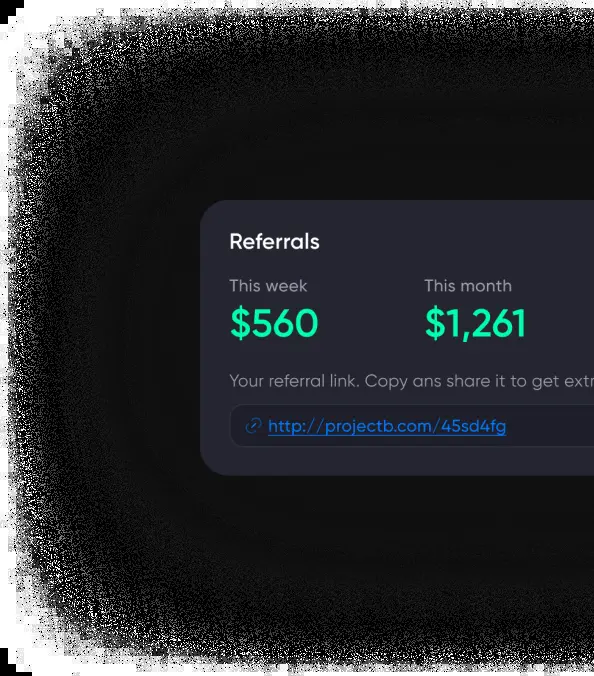 Referrals
This week
This month
$560
$1,261
Your referral link. Copy ans share it to get extr
http://projectb.com/45sd4fg